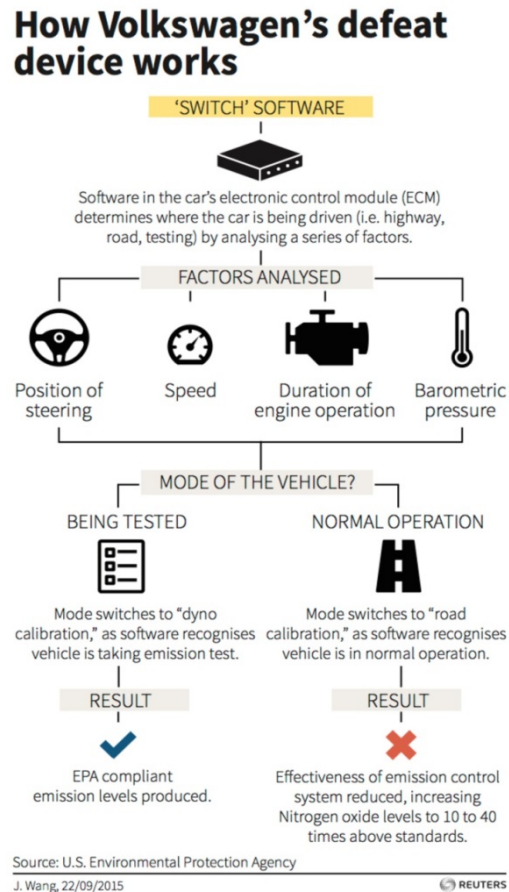 How Volkswagen's defeat
device works
'SWITCH' SOFTWARE
Software in the car's electronic control module (ECM)
determines where the car is being driven (i.e. highway,
road, testing) by analysing a series of factors.
FACTORS ANALYSED
Position of
steering
Speed
Duration of
engine operation
Barometric
pressure
MODE OF THE VEHICLE?
BEING TESTED
Mode switches to “dyno
calibration,” as software recognises
vehicle is taking emission test.
RESULT
EPA compliant
emission levels produced.
NORMAL OPERATION
Mode switches to “road
calibration,” as software recognises
vehicle is in normal operation.
RESULT
Effectiveness of emission control
system reduced, increasing
Nitrogen oxide levels to 10 to 40
times above standards.
Source: U.S. Environmental Protection Agency
J. Wang, 22/09/2015
REUTERS